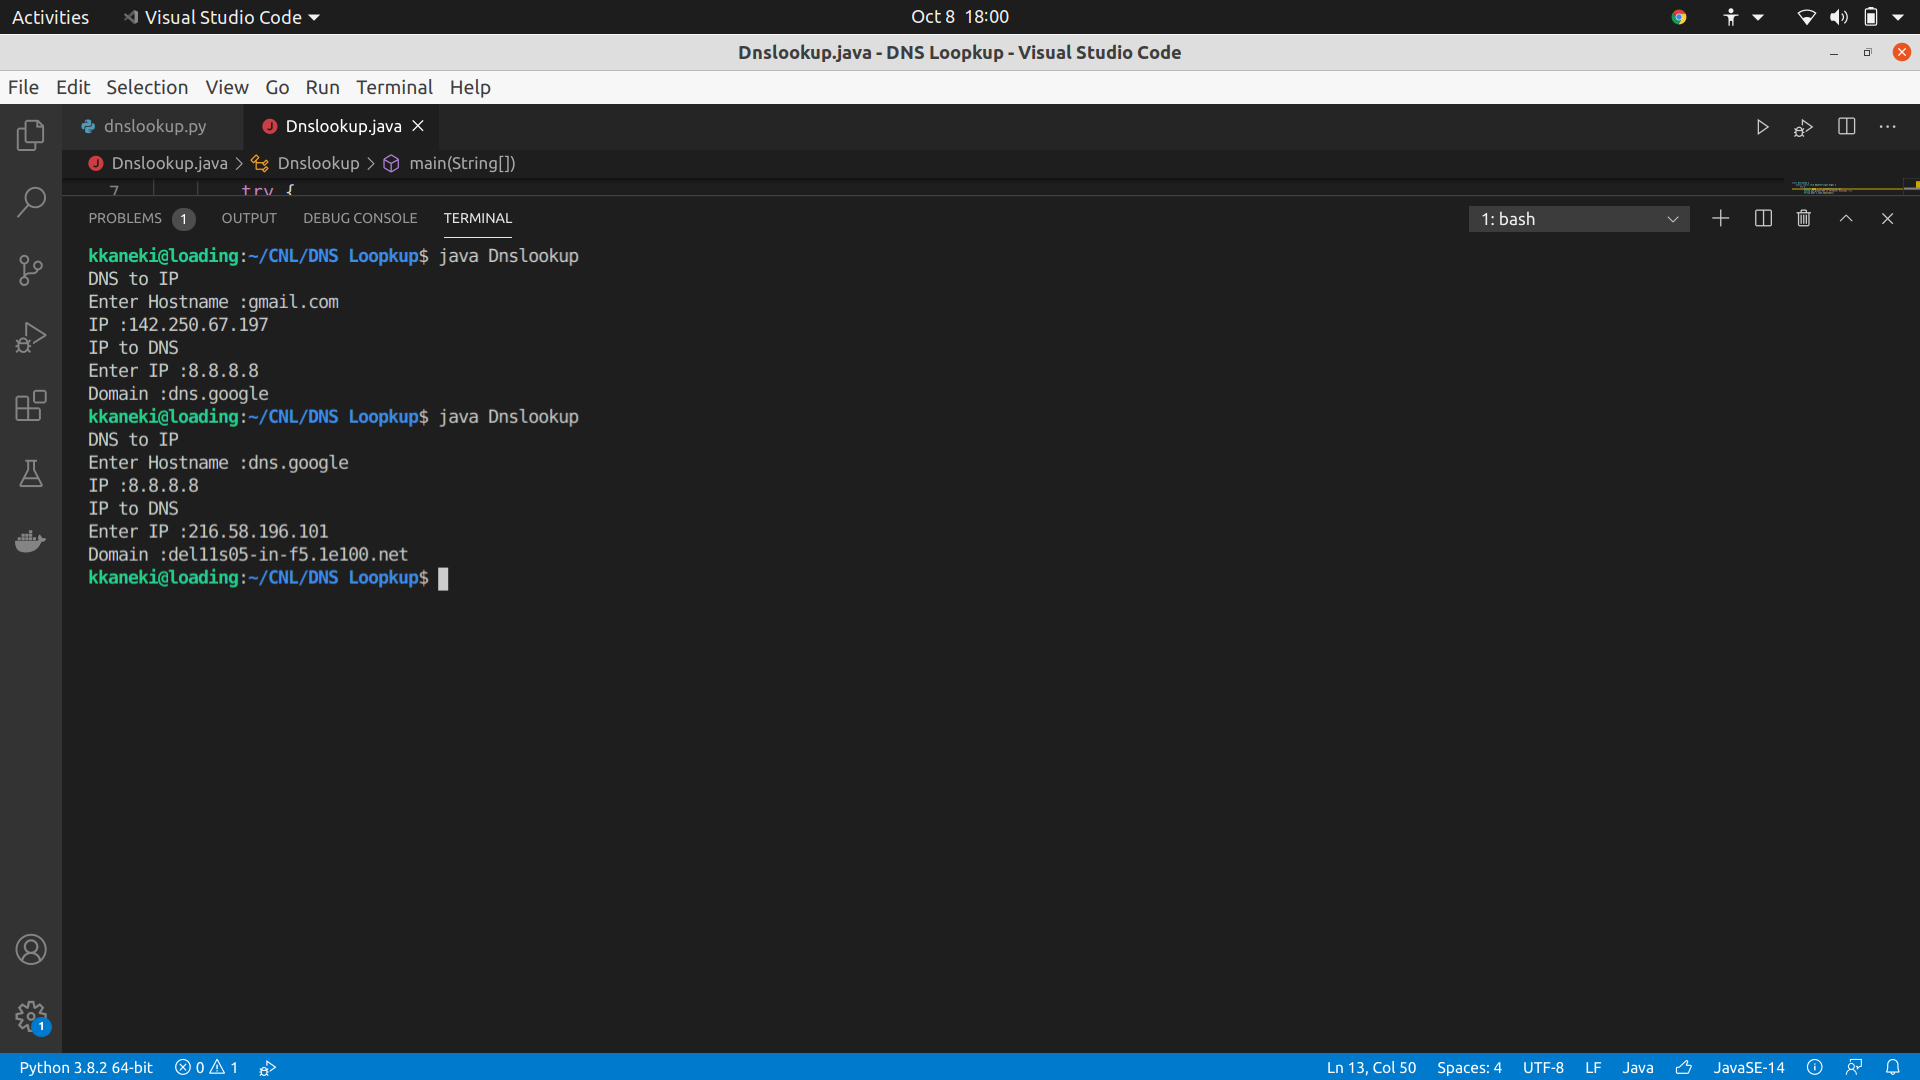 Activities Visual Studio Code Oct 8 18:00
Dnslookup.java - DNS Loopkup - Visual Studio Code
File Edit Selection View Go Run Terminal Help
dnslookup.py Dnslookup.java
Dnslookup.java > Dnslookup > main(String[])
7 try {
PROBLEMS 1 OUTPUT DEBUG CONSOLE TERMINAL 1: bash
kkaneki@loading:~/CNL/DNS Loopkup$ java Dnslookup
DNS to IP
Enter Hostname :gmail.com
IP :142.250.67.197
IP to DNS
Enter IP :8.8.8.8
Domain :dns.google
kkaneki@loading:~/CNL/DNS Loopkup$ java Dnslookup
DNS to IP
Enter Hostname :dns.google
IP :8.8.8.8
IP to DNS
Enter IP :216.58.196.101
Domain :del11s05-in-f5.1e100.net
kkaneki@loading:~/CNL/DNS Loopkup$
1
Python 3.8.2 64-bit 0 1 Ln 13, Col 50 Spaces: 4 UTF-8 LF Java JavaSE-14